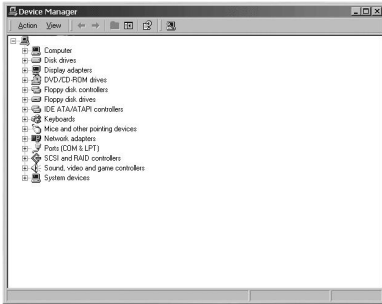 Device Manager
Action View
Computer
Disk drives
Display adapters
DVD/CD-ROM drives
Floppy disk controllers
Floppy disk drives
IDE ATA/ATAPI controllers
Keyboards
Mice and other pointing devices
Network adapters
Ports (COM & LPT)
SCSI and RAID controllers
Sound, video and game controllers
System devices